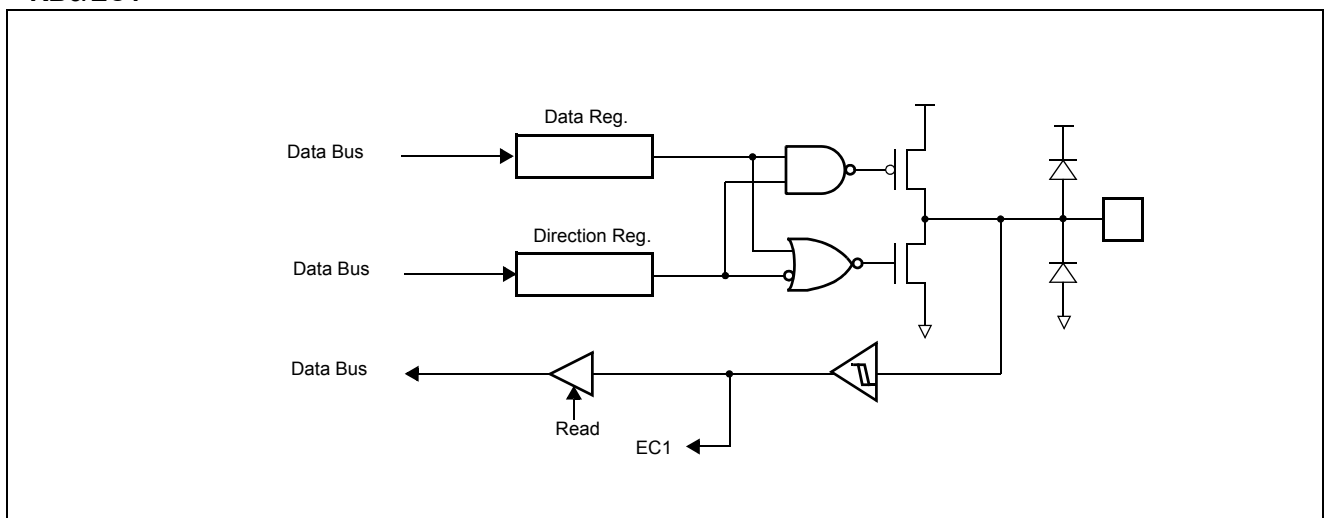 Data Reg.
Data Bus
Direction Reg.
Data Bus
Data Bus
Read
EC1